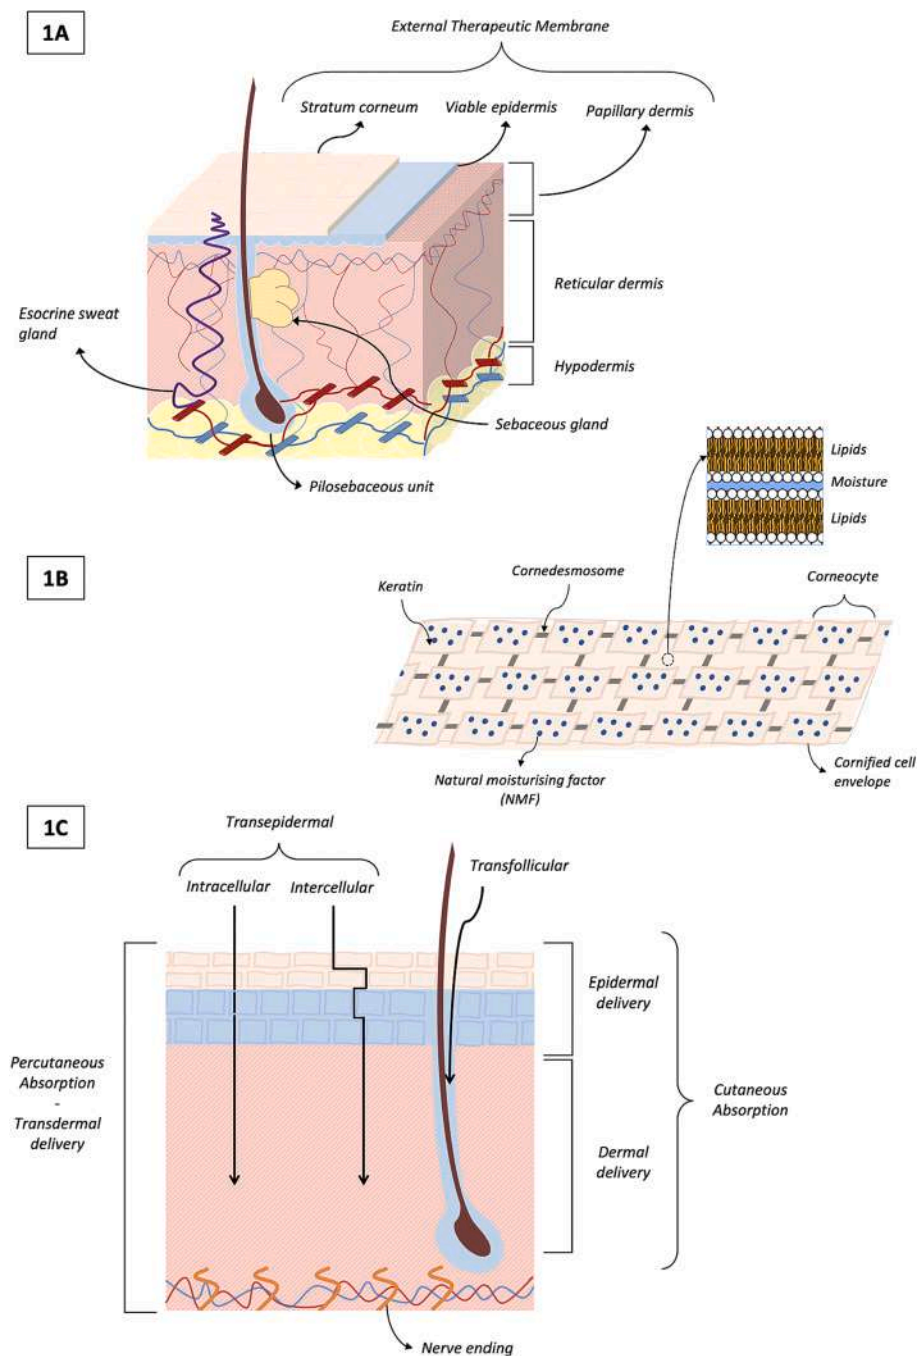 1A
External Therapeutic Membrane
Stratum corneum
Viable epidermis
Papillary dermis
Reticular dermis
Esocrine sweat
gland
Hypodermis
Sebaceous gland
Pilosebaceous unit
Lipids
Moisture
Lipids
1B
Cornedesmosome
Corneocyte
Keratin
Natural moisturising factor
(NMF)
Cornified cell
envelope
1C
Transepidermal
Transfollicular
Intracellular
Intercellular
Epidermal
delivery
Percutaneous
Absorption
-
Transdermal
delivery
Cutaneous
Absorption
Dermal
delivery
Nerve ending